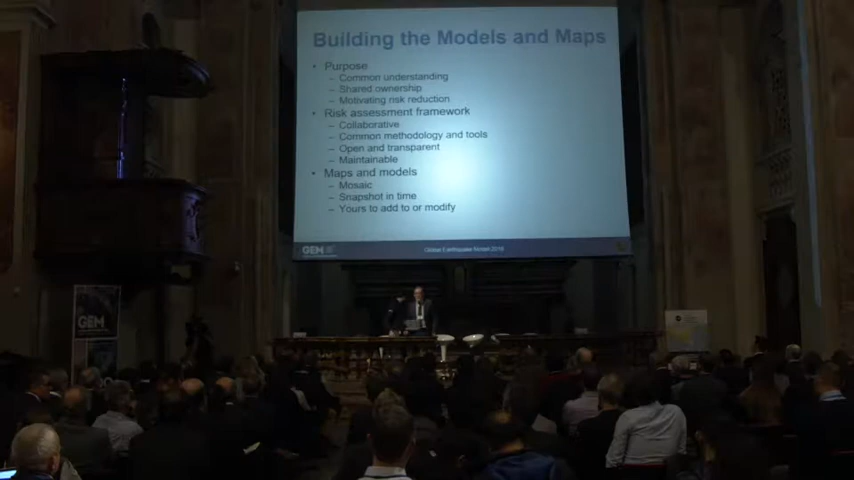 Building the Models and Maps
• Purpose
– Common understanding
– Shared ownership
– Motivating risk reduction
• Risk assessment framework
– Collaborative
– Common methodology and tools
– Open and transparent
– Maintainable
• Maps and models
– Mosaic
– Snapshot in time
– Yours to add to or modify
GEM
GEM